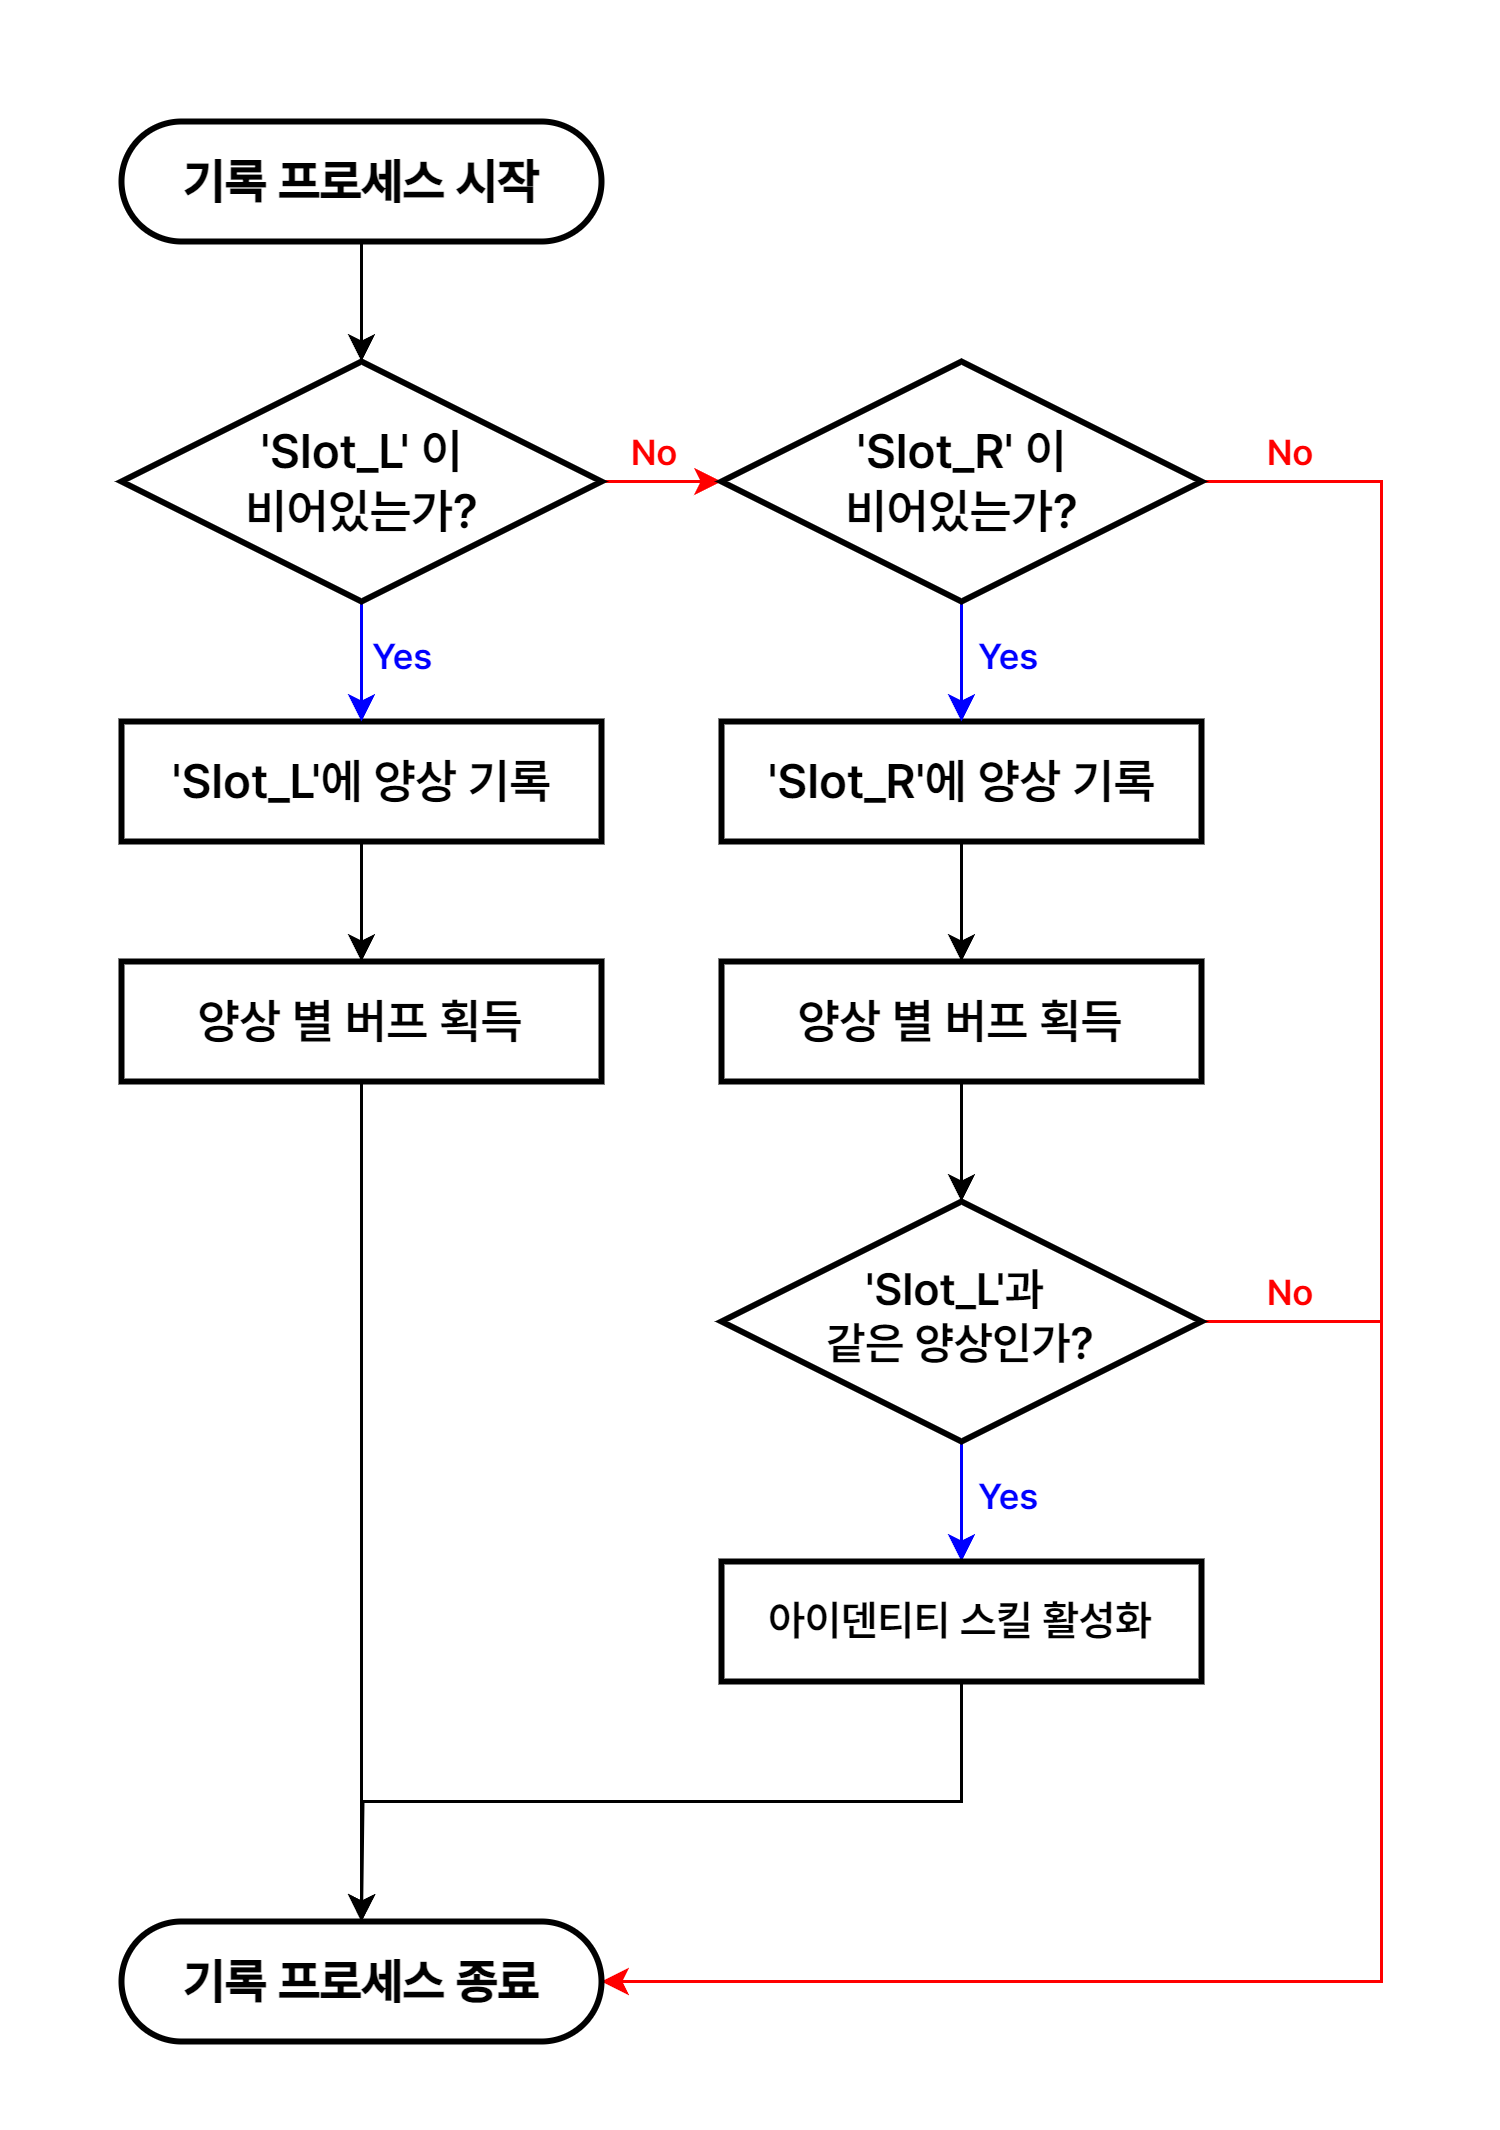 기록 프로세스 시작
'Slot_L' 이
비어있는가?
No
'Slot_R' 이
비어있는가?
No
Yes
Yes
'Slot_L'에 양상 기록
'Slot_R'에 양상 기록
양상 별 버프 획득
양상 별 버프 획득
'Slot_L'과
같은 양상인가?
No
Yes
아이덴티티 스킬 활성화
기록 프로세스 종료